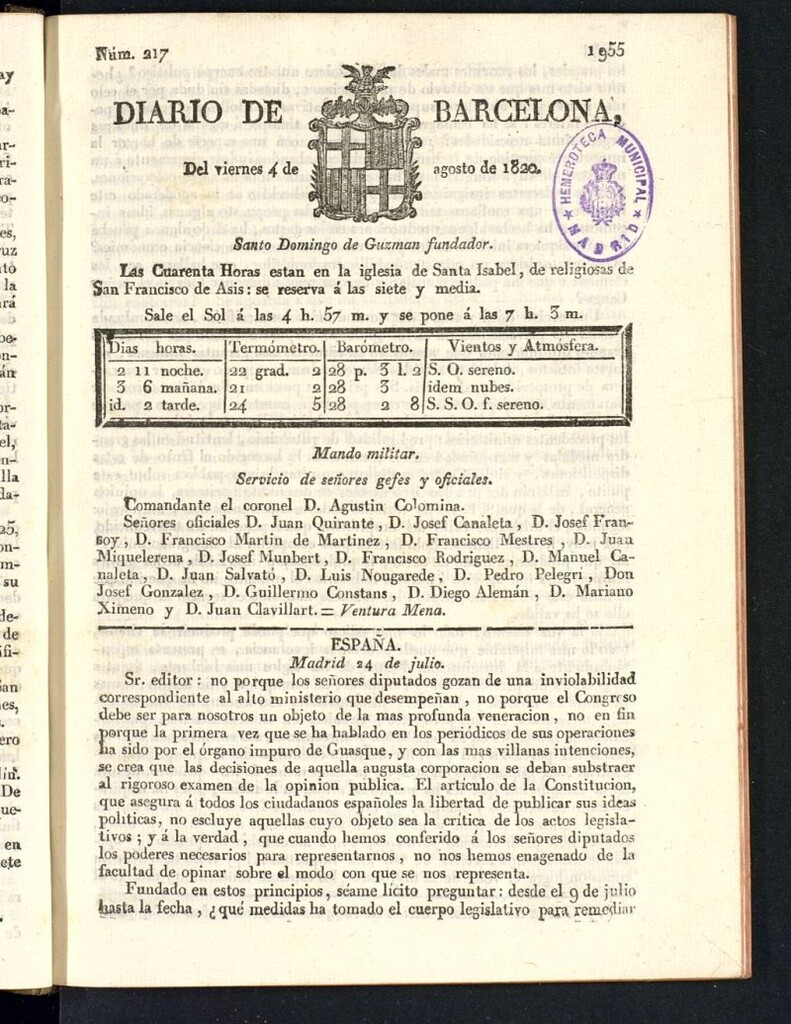 Núm. 217
1955
DIARIO DE BARCELONA,
Del viernes 4 de agosto de 1820.
HEMEROTECA MUNICIPAL
MADRID
Santo Domingo de Guzman fundador.
Las Cuarenta Horas estan en la iglesia de Santa Isabel, de religiosas de
San Francisco de Asis: se reserva á las siete y media.
Sale el Sol á las 4 h. 57 m. y se pone á las 7 h. 3 m.
Dias horas. Termómetro. Barómetro. Vientos y Atmósfera.
2 11 noche. 22 grad. 2 28 p. 3 l. 2 S. O. sereno.
3 6 mañana. 21 2 28 3 idem nubes.
id. 2 tarde. 24 5 28 2 8 S. S. O. f. sereno.
Mando militar.
Servicio de señores gefes y oficiales.
Comandante el coronel D. Agustin Colomina.
Señores oficiales D. Juan Quirante, D. Josef Canaleta, D. Josef Fran-
soy, D. Francisco Martin de Martinez, D. Francisco Mestres, D. Juan
Miquelerena, D. Josef Munbert, D. Francisco Rodriguez, D. Manuel Ca-
naleta, D. Juan Salvató, D. Luis Nougarede, D. Pedro Pelegri, Don
Josef Gonzalez, D. Guillermo Constans, D. Diego Alemán, D. Mariano
Ximeno y D. Juan Clavillart. = Ventura Mena.
ESPAÑA.
Madrid 24 de julio.
Sr. editor: no porque los señores diputados gozan de una inviolabilidad
correspondiente al alto ministerio que desempeñan, no porque el Congreso
debe ser para nosotros un objeto de la mas profunda veneracion, no en fin
porque la primera vez que se ha hablado en los periódicos de sus operaciones
ha sido por el órgano impuro de Guasque, y con las mas villanas intenciones,
se crea que las decisiones de aquella augusta corporacion se deban substraer
al rigoroso examen de la opinion pública. El artículo de la Constitucion,
que asegura á todos los ciudadanos españoles la libertad de publicar sus ideas
políticas, no escluye aquellas cuyo objeto sea la crítica de los actos legisla-
tivos; y á la verdad, que cuando hemos conferido á los señores diputados
los poderes necesarios para representarnos, no nos hemos enagenado de la
facultad de opinar sobre el modo con que se nos representa.
Fundado en estos principios, séame lícito preguntar: desde el 9 de julio
hasta la fecha, ¿qué medidas ha tomado el cuerpo legislativo para remediar